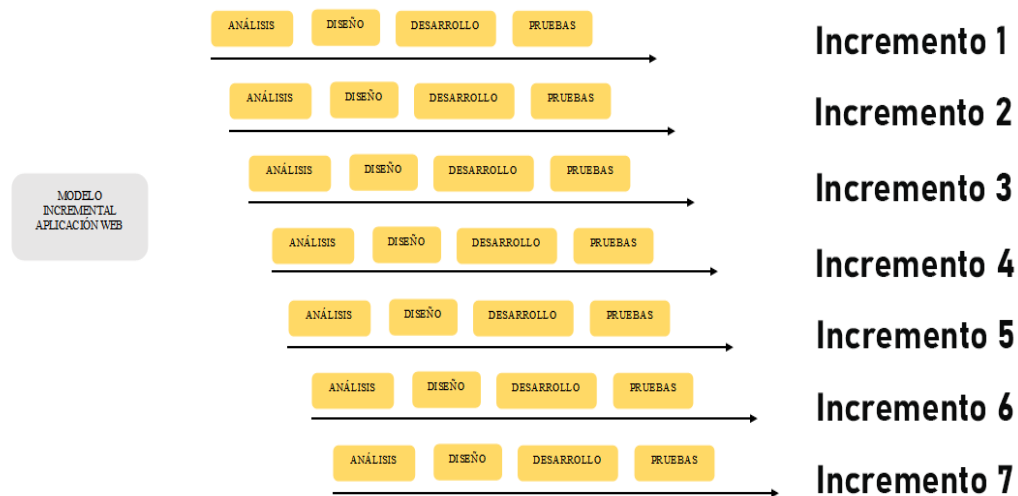 ANÁLISIS DISEÑO DESARROLLO PRUEBAS Incremento 1
ANÁLISIS DISEÑO DESARROLLO PRUEBAS Incremento 2
ANÁLISIS DISEÑO DESARROLLO PRUEBAS Incremento 3
MODELO
INCREMENTAL
APLICACIÓN WEB
ANÁLISIS DISEÑO DESARROLLO PRUEBAS Incremento 4
ANÁLISIS DISEÑO DESARROLLO PRUEBAS Incremento 5
ANÁLISIS DISEÑO DESARROLLO PRUEBAS Incremento 6
ANÁLISIS DISEÑO DESARROLLO PRUEBAS Incremento 7